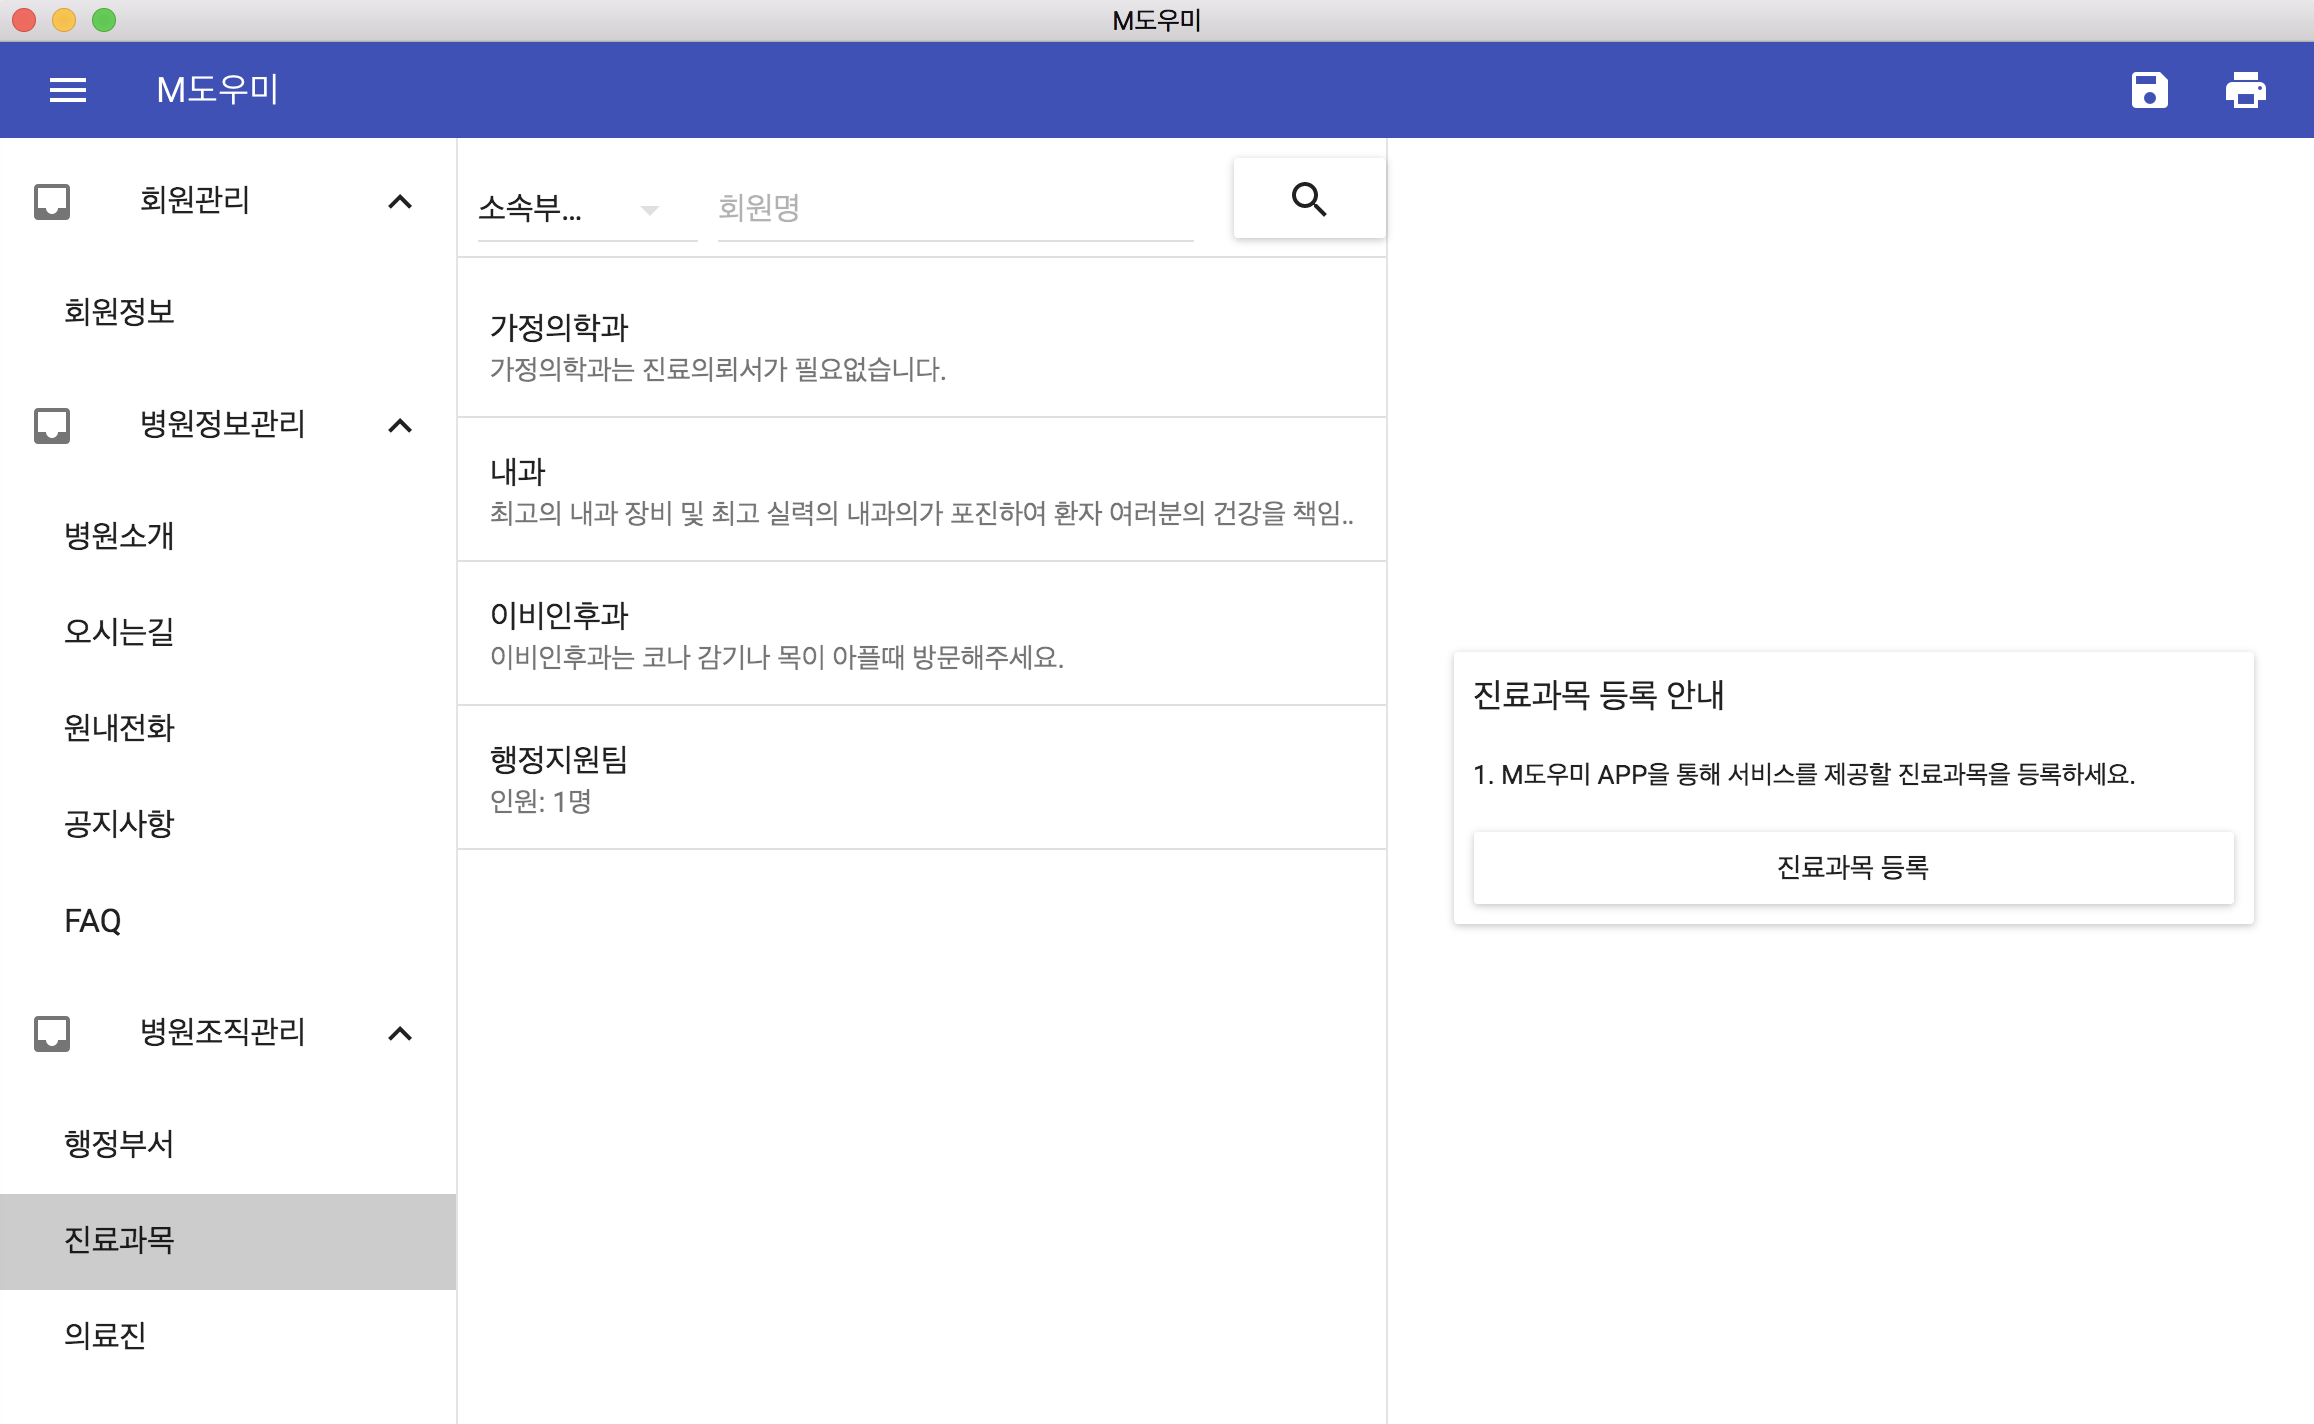 M도우미
M도우미
회원관리
회원정보
병원정보관리
병원소개
오시는길
원내전화
공지사항
FAQ
병원조직관리
행정부서
진료과목
의료진
소속부...
회원명
가정의학과
가정의학과는 진료의뢰서가 필요없습니다.
내과
최고의 내과 장비 및 최고 실력의 내과의가 포진하여 환자 여러분의 건강을 책임..
이비인후과
이비인후과는 코나 감기나 목이 아플때 방문해주세요.
행정지원팀
인원: 1명
진료과목 등록 안내
1. M도우미 APP을 통해 서비스를 제공할 진료과목을 등록하세요.
진료과목 등록